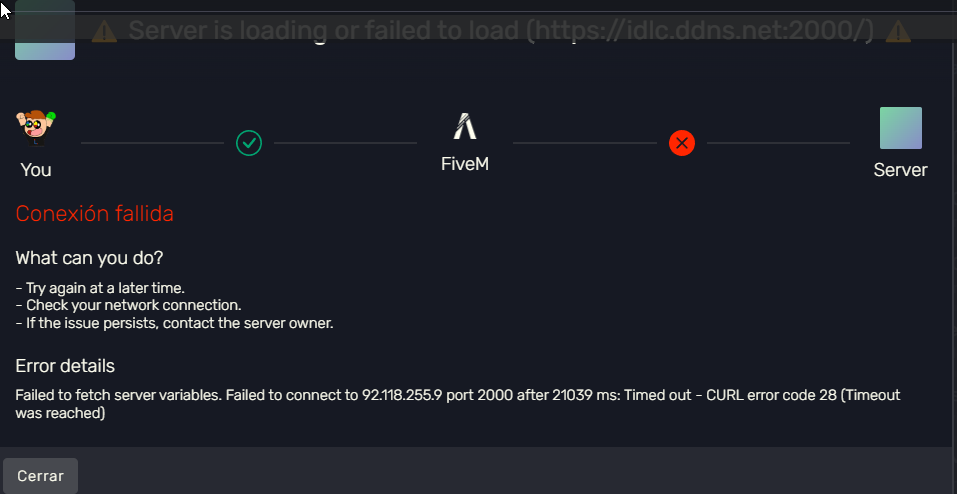 Server is loading or failed to load (https://idlc.ddns.net:2000/)
You
FiveM
Server
Conexión fallida
What can you do?
- Try again at a later time.
- Check your network connection.
- If the issue persists, contact the server owner.
Error details
Failed to fetch server variables. Failed to connect to 92.118.255.9 port 2000 after 21039 ms: Timed out - CURL error code 28 (Timeout
was reached)
Cerrar